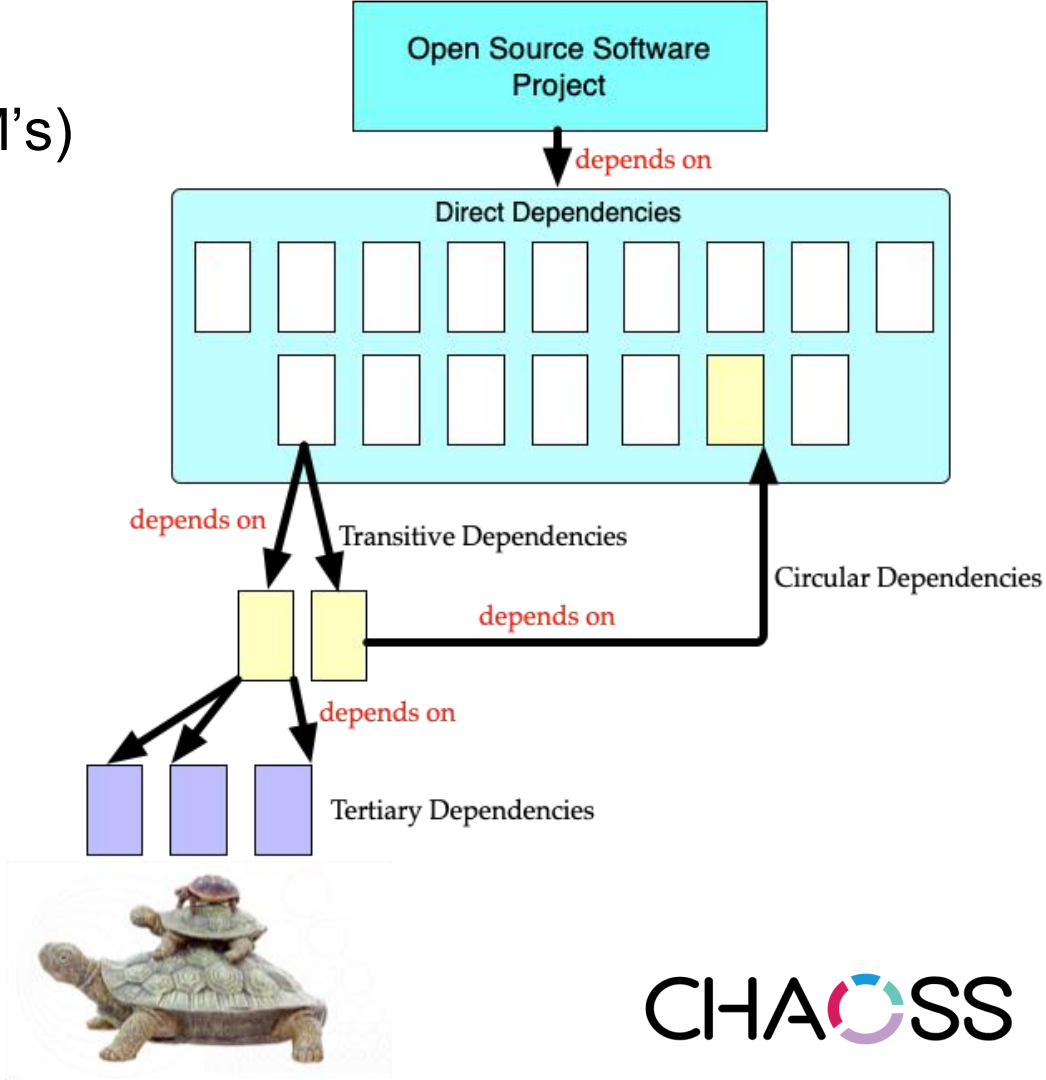 Open Source Software
Project
's)
depends on
Direct Dependencies
depends on
Transitive Dependencies
Circular Dependencies
depends on
depends on
Tertiary Dependencies
CHAOSS